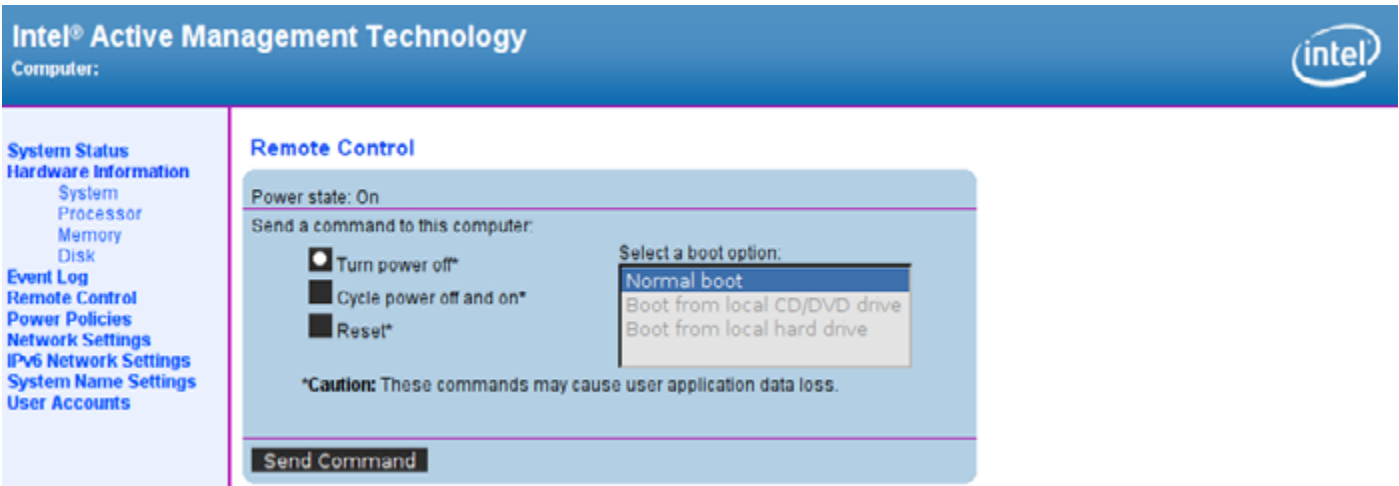 Intel® Active Management Technology
Computer:
intel
System Status
Hardware Information
System
Processor
Memory
Disk
Event Log
Remote Control
Power Policies
Network Settings
IPv6 Network Settings
System Name Settings
User Accounts
Remote Control
Power state: On
Send a command to this computer:
Turn power off*
Cycle power off and on*
Reset*
Select a boot option:
Normal boot
Boot from local CD/DVD drive
Boot from local hard drive
*Caution: These commands may cause user application data loss.
Send Command